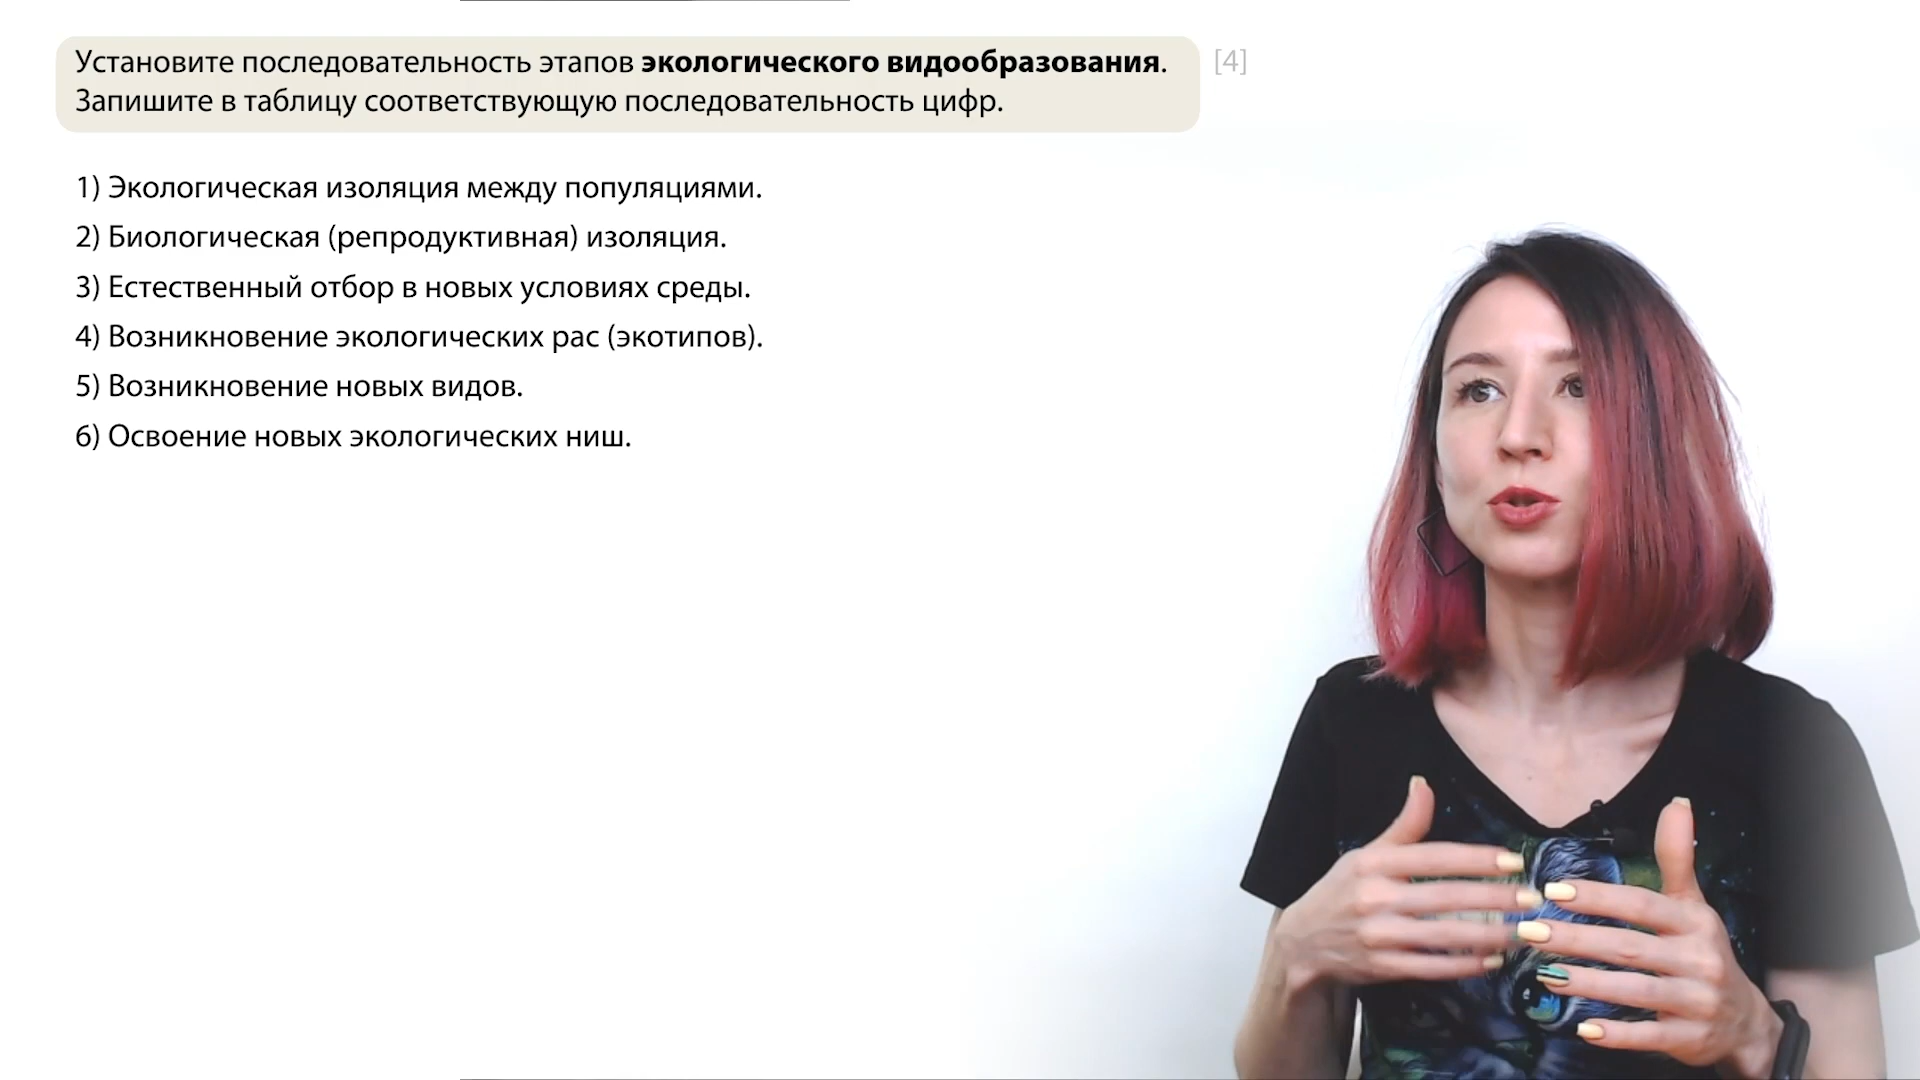 Установите последовательность этапов экологического видообразования. [4]
Запишите в таблицу соответствующую последовательность цифр.
1) Экологическая изоляция между популяциями.
2) Биологическая (репродуктивная) изоляция.
3) Естественный отбор в новых условиях среды.
4) Возникновение экологических рас (экотипов).
5) Возникновение новых видов.
6) Освоение новых экологических ниш.